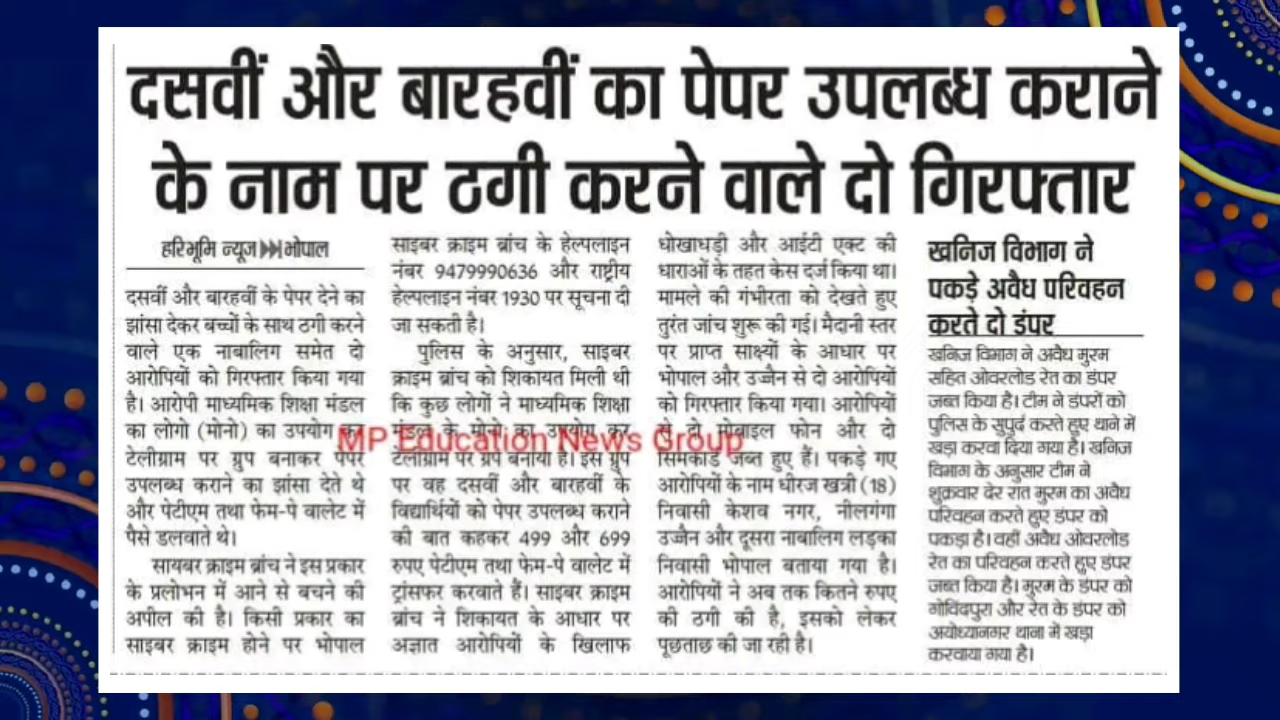 दसवीं और बारहवीं का पेपर उपलब्ध कराने
के नाम पर ठगी करने वाले दो गिरफ्तार
हरिभूमि न्यूज भोपाल
दसवीं और बारहवीं के पेपर देने का
झांसा देकर बच्चों के साथ ठगी करने
वाले एक नाबालिग समेत दो
आरोपियों को गिरफ्तार किया गया
है। आरोपी माध्यमिक शिक्षा मंडल
का लोगो (मोनो) का उपयोग
टेलीग्राम पर ग्रुप बनाकर पेपर
उपलब्ध कराने का झांसा देते थे
और पेटीएम तथा फेम-पे वालेट में
पैसे डलवाते थे।
सायबर क्राइम ब्रांच ने इस प्रकार
के प्रलोभन में आने से बचने की
अपील की है। किसी प्रकार का
साइबर क्राइम होने पर भोपाल
साइबर क्राइम ब्रांच के हेल्पलाइन
नंबर 9479990636 और राष्ट्रीय
हेल्पलाइन नंबर 1930 पर सूचना दी
जा सकती है।
पुलिस के अनुसार, साइबर
क्राइम ब्रांच को शिकायत मिली थी
कि कुछ लोगों ने माध्यमिक शिक्षा
मंडल के मोनो का उपयोग कर
टेलीग्राम पर ग्रुप बनाया है। इस ग्रुप
पर वह दसवीं और बारहवीं के
विद्यार्थियों को पेपर उपलब्ध कराने
की बात कहकर 499 और 699
रुपए पेटीएम तथा फेम-पे वालेट में
ट्रांसफर करवाते हैं। साइबर क्राइम
ब्रांच ने शिकायत के आधार पर
अज्ञात आरोपियों के खिलाफ
धोखाधड़ी और आईटी एक्ट की
धाराओं के तहत केस दर्ज किया था।
मामले की गंभीरता को देखते हुए
तुरंत जांच शुरू की गई। मैदानी स्तर
पर प्राप्त साक्ष्यों के आधार पर
भोपाल और उज्जैन से दो आरोपियों
को गिरफ्तार किया गया। आरोपियों
से दो मोबाइल फोन और दो
सिमकार्ड जब्त हुए हैं। पकड़े गए
आरोपियों के नाम धीरज खत्री (18)
निवासी केशव नगर, नीलगंगा
उज्जैन और दूसरा नाबालिग लड़का
निवासी भोपाल बताया गया है।
आरोपियों ने अब तक कितने रुपए
की ठगी की है, इसको लेकर
पूछताछ की जा रही है।
खनिज विभाग ने
पकड़े अवैध परिवहन
करते दो डंपर
खनिज विभाग ने अवैध मुरम
सहित ओवरलोड रेत का डंपर
जब्त किया है। टीम ने डंपरों को
पुलिस के सुपुर्द करते हुए थाने में
खड़ा करवा दिया गया है। खनिज
विभाग के अनुसार टीम ने
शुक्रवार देर रात मुरम का अवैध
परिवहन करते हुए डंपर को
पकड़ा है। वहीं अवैध ओवरलोड
रेत का परिवहन करते हुए डंपर
जब्त किया है। मुरम के डंपर को
गोविंदपुरा और रेत के डंपर को
अयोध्यानगर थाना में खड़ा
करवाया गया है।
MP Education News Group